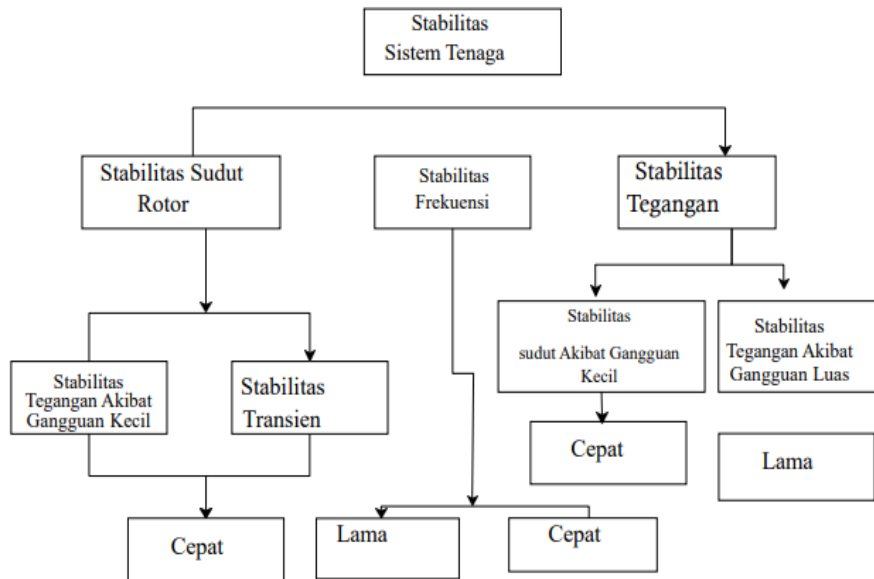 Stabilitas
Sistem Tenaga
Stabilitas Sudut
Rotor
Stabilitas
Frekuensi
Stabilitas
Tegangan
Stabilitas
sudut Akibat Gangguan
Kecil
Stabilitas
Tegangan Akibat
Gangguan Luas
Stabilitas
Tegangan Akibat
Gangguan Kecil
Stabilitas
Transien
Cepat
Lama
Cepat
Lama
Cepat